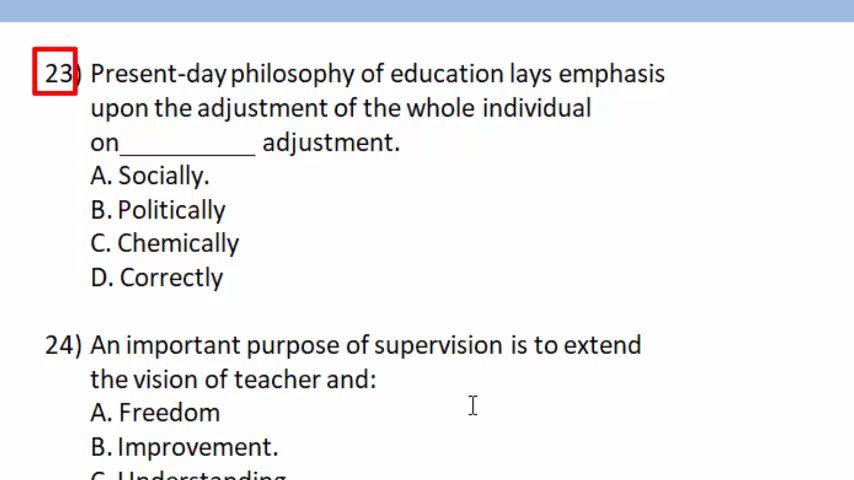 23) Present-day philosophy of education lays emphasis
upon the adjustment of the whole individual
on__________ adjustment.
A. Socially.
B. Politically
C. Chemically
D. Correctly
24) An important purpose of supervision is to extend
the vision of teacher and:
A. Freedom
B. Improvement.
C. Understanding